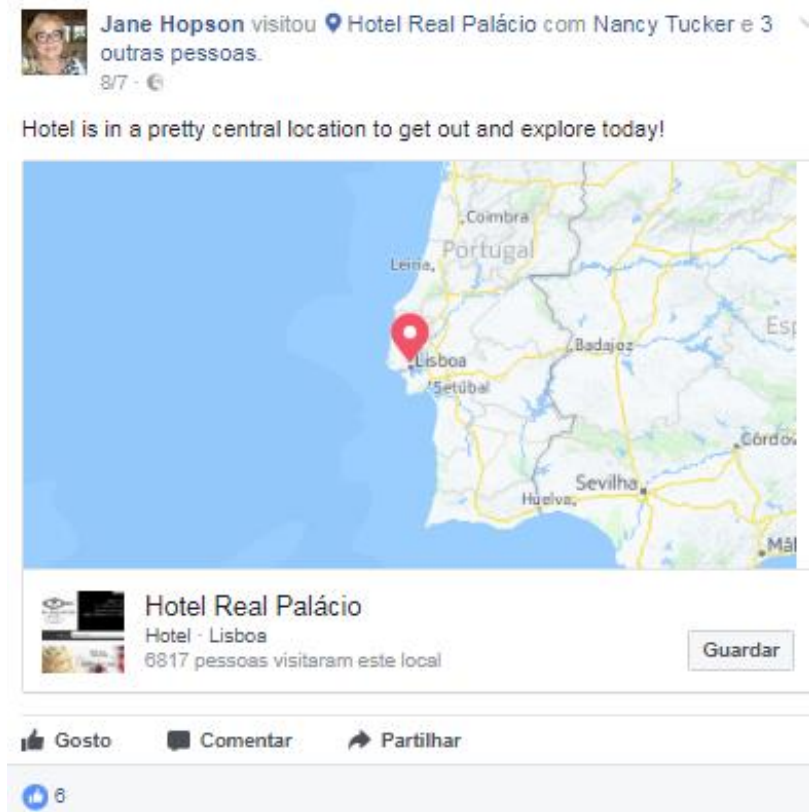 Jane Hopson visitou Hotel Real Palácio com Nancy Tucker e 3
outras pessoas.
8/7 ·
Hotel is in a pretty central location to get out and explore today!
Coimbra
Portugal
Leiria
Esp
Badajoz
Lisboa
Setúbal
Córdov
Sevilha
Huelva
Mál
Hotel Real Palácio
Hotel · Lisboa
6817 pessoas visitaram este local
Guardar
Gosto Comentar Partilhar
6